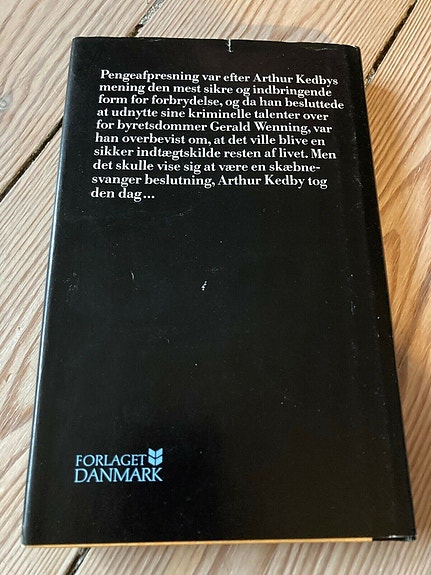 Pengeafpresning var efter Arthur Kedbys
mening den mest sikre og indbringende
form for forbrydelse, og da han besluttede
at udnytte sine kriminelle talenter over
for byretsdommer Gerald Wenning, var
han overbevist om, at det ville blive en
sikker indtægtskilde resten af livet. Men
det skulle vise sig at være en skæbne-
svanger beslutning, Arthur Kedby tog
den dag...
FORLAGET
DANMARK